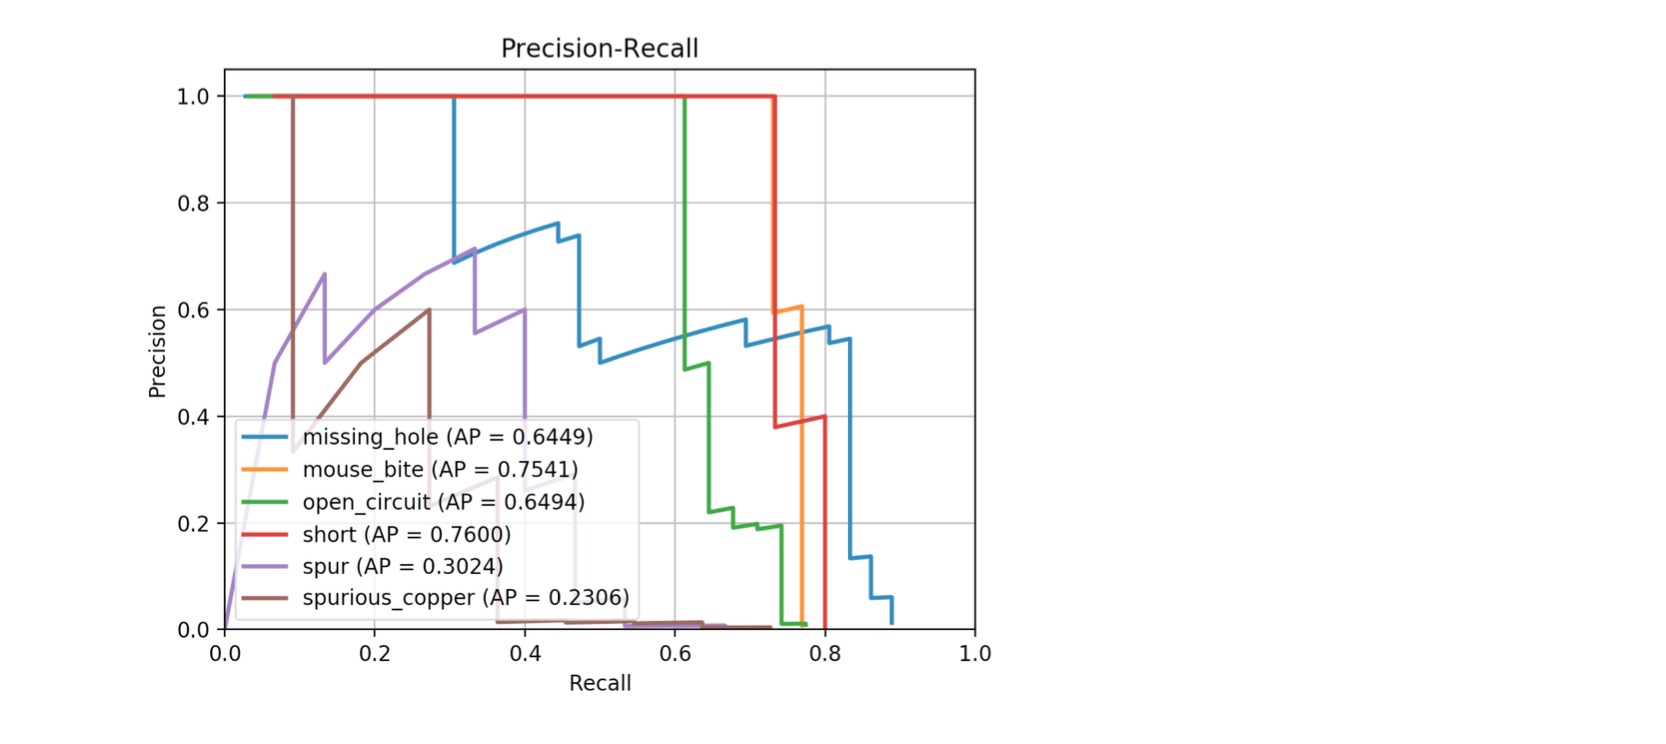 Precision-Recall
1.0
0.8
0.6
0.4
0.2
0.0
Precision
missing_hole (AP = 0.6449)
mouse_bite (AP = 0.7541)
open_circuit (AP = 0.6494)
short (AP = 0.7600)
spur (AP = 0.3024)
spurious_copper (AP = 0.2306)
0.0 0.2 0.4 0.6 0.8 1.0
Recall